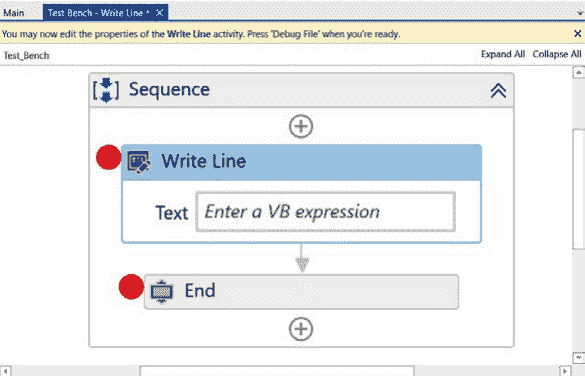 Main Test Bench - Write Line *
You may now edit the properties of the Write Line activity. Press 'Debug File' when you're ready.
Test_Bench Expand All Collapse All
Sequence
Write Line
Text Enter a VB expression
End